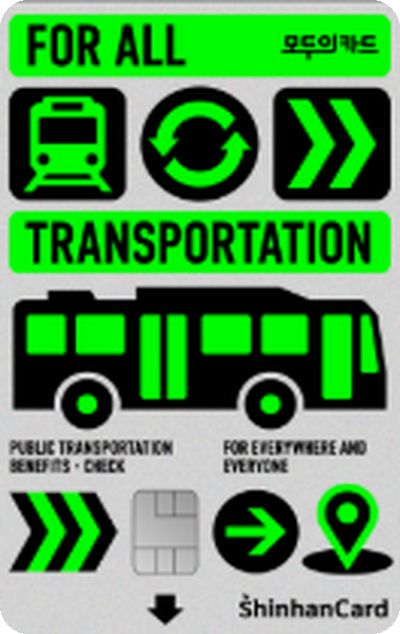 FOR ALL
모두의카드
TRANSPORTATION
PUBLIC TRANSPORTATION
BENEFITS · CHECK
FOR EVERYWHERE AND
EVERYONE
ShinhanCard